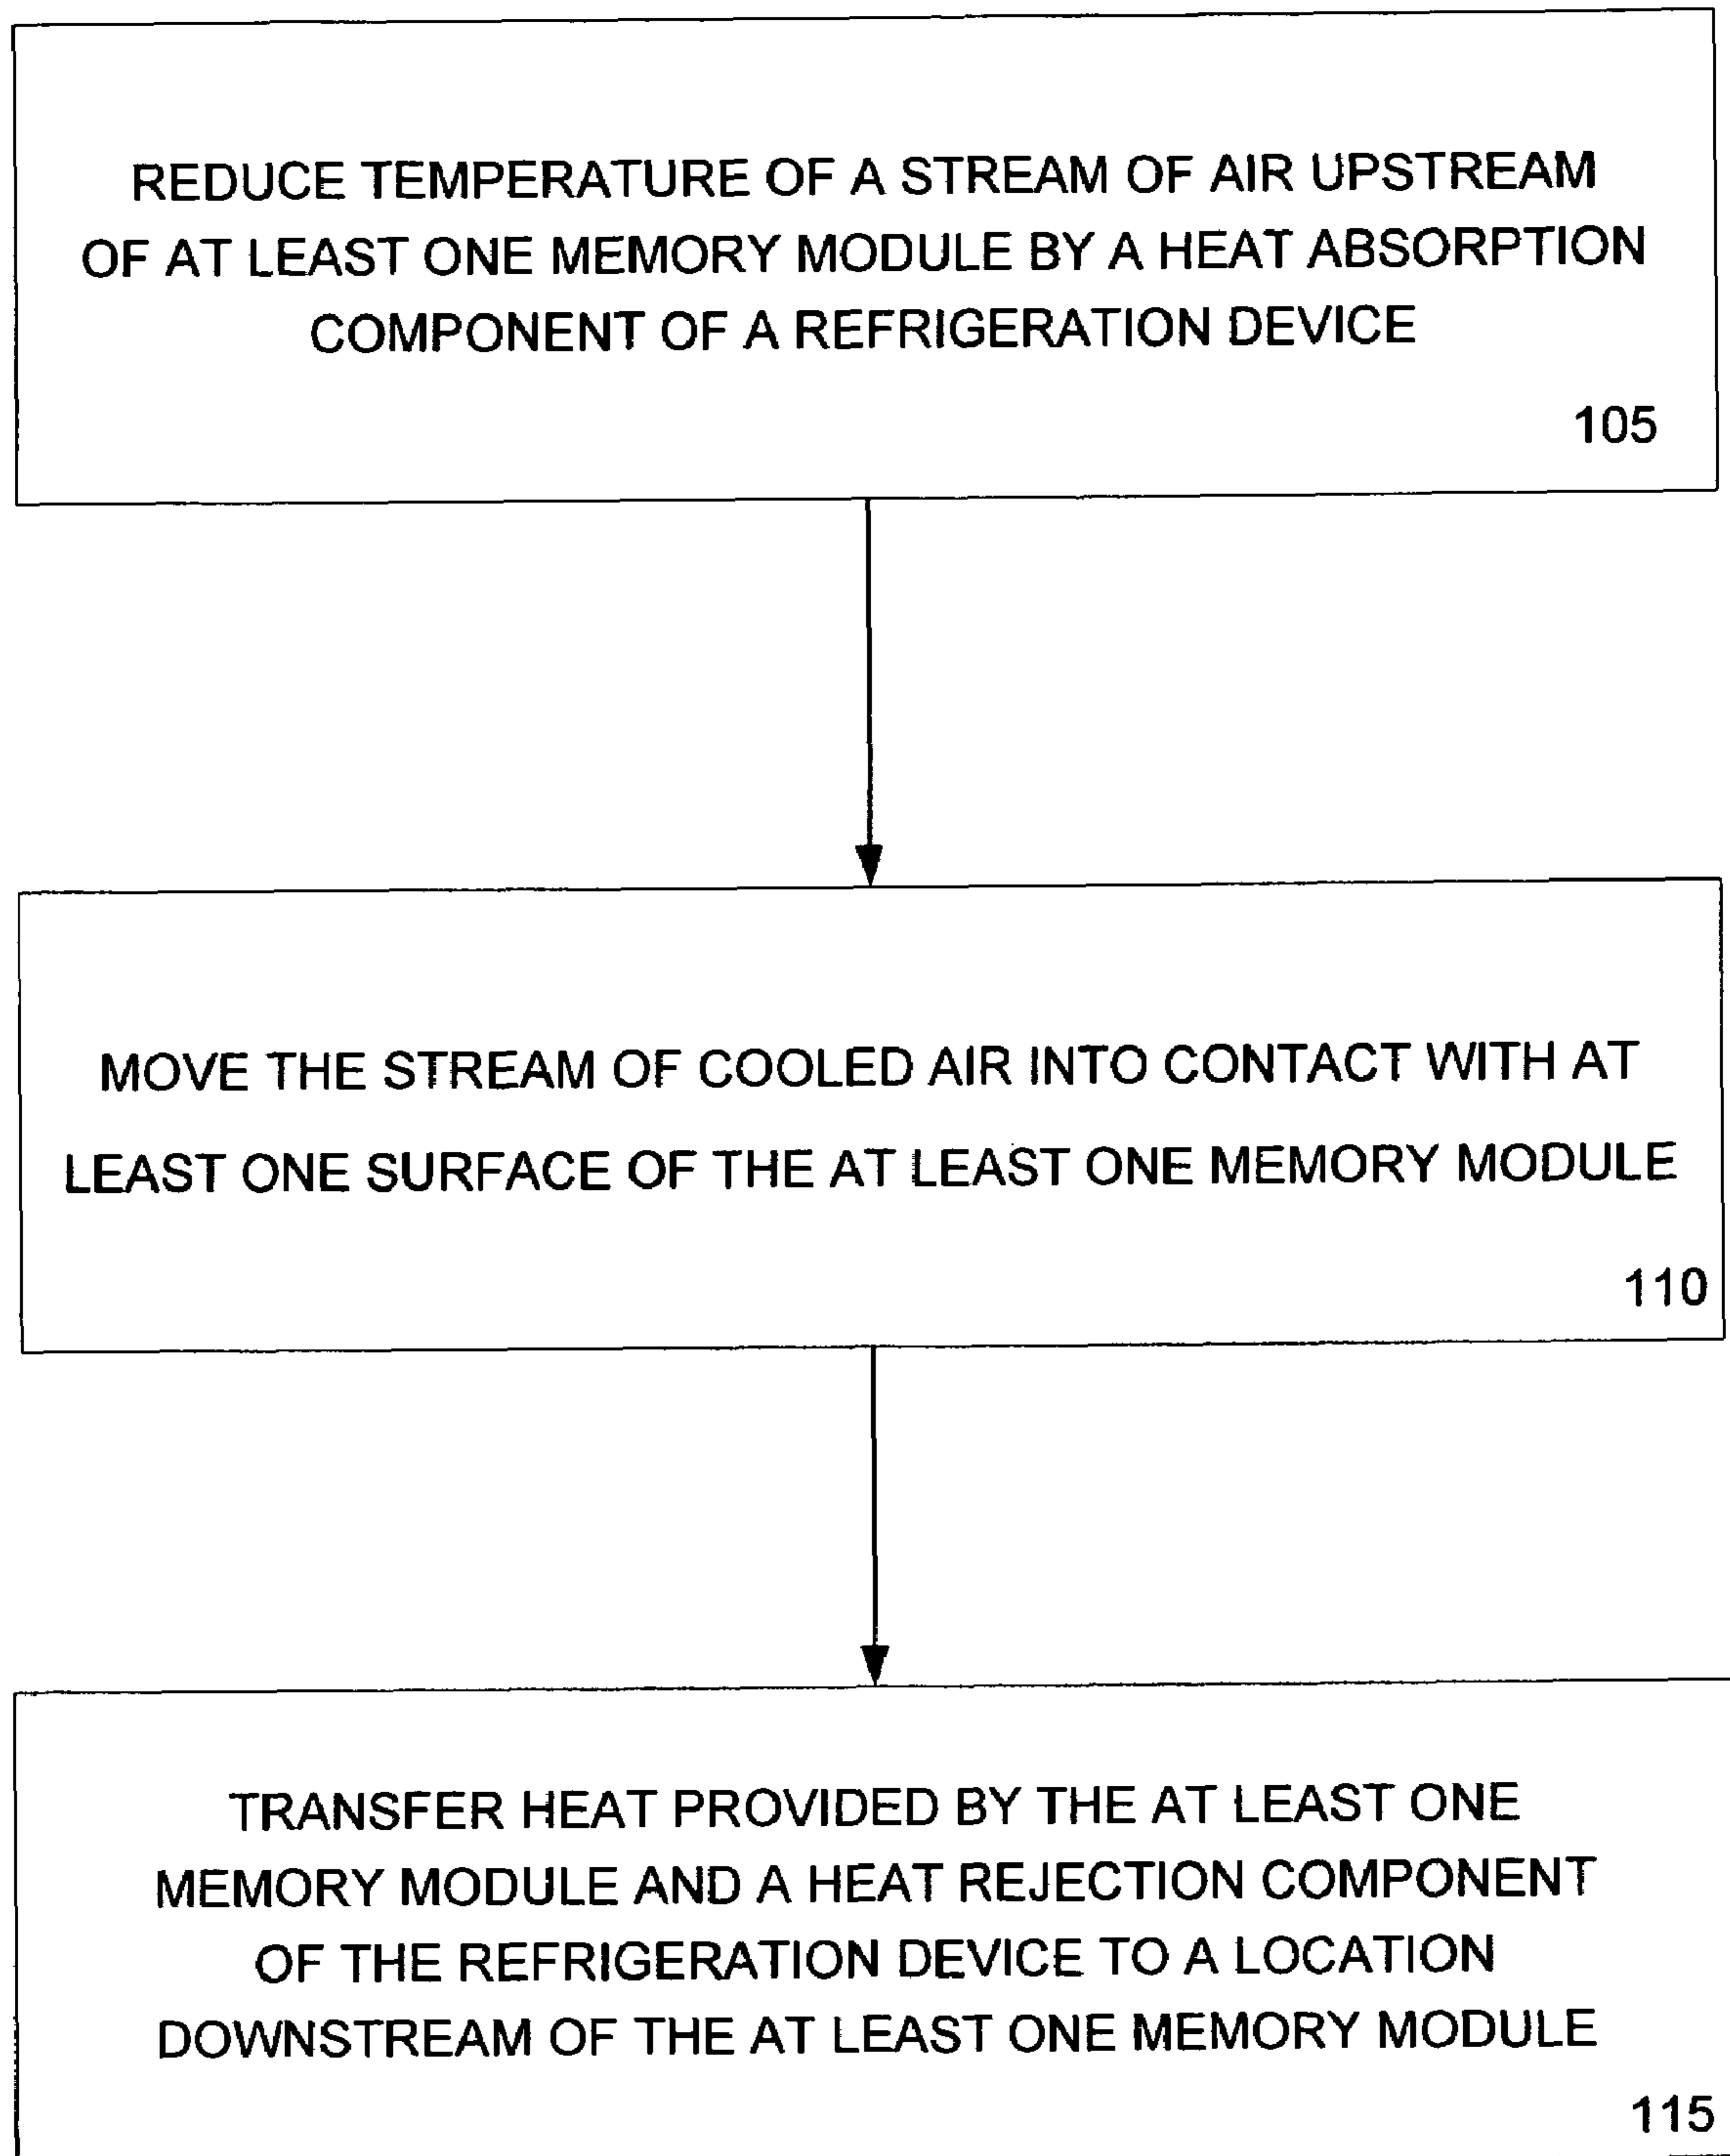 REDUCE TEMPERATURE OF A STREAM OF AIR UPSTREAM
OF AT LEAST ONE MEMORY MODULE BY A HEAT ABSORPTION
COMPONENT OF A REFRIGERATION DEVICE
105
MOVE THE STREAM OF COOLED AIR INTO CONTACT WITH AT
LEAST ONE SURFACE OF THE AT LEAST ONE MEMORY MODULE
110
TRANSFER HEAT PROVIDED BY THE AT LEAST ONE
MEMORY MODULE AND A HEAT REJECTION COMPONENT
OF THE REFRIGERATION DEVICE TO A LOCATION
DOWNSTREAM OF THE AT LEAST ONE MEMORY MODULE
115